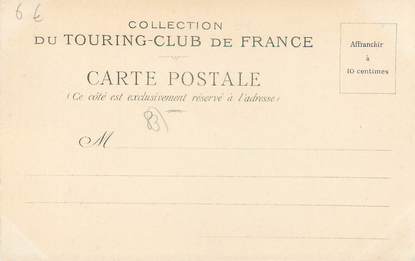 6 €
COLLECTION
DU TOURING-CLUB DE FRANCE
Affranchir
à
10 centimes
CARTE POSTALE
(Ce côté est exclusivement réservé à l'adresse)
83)
M